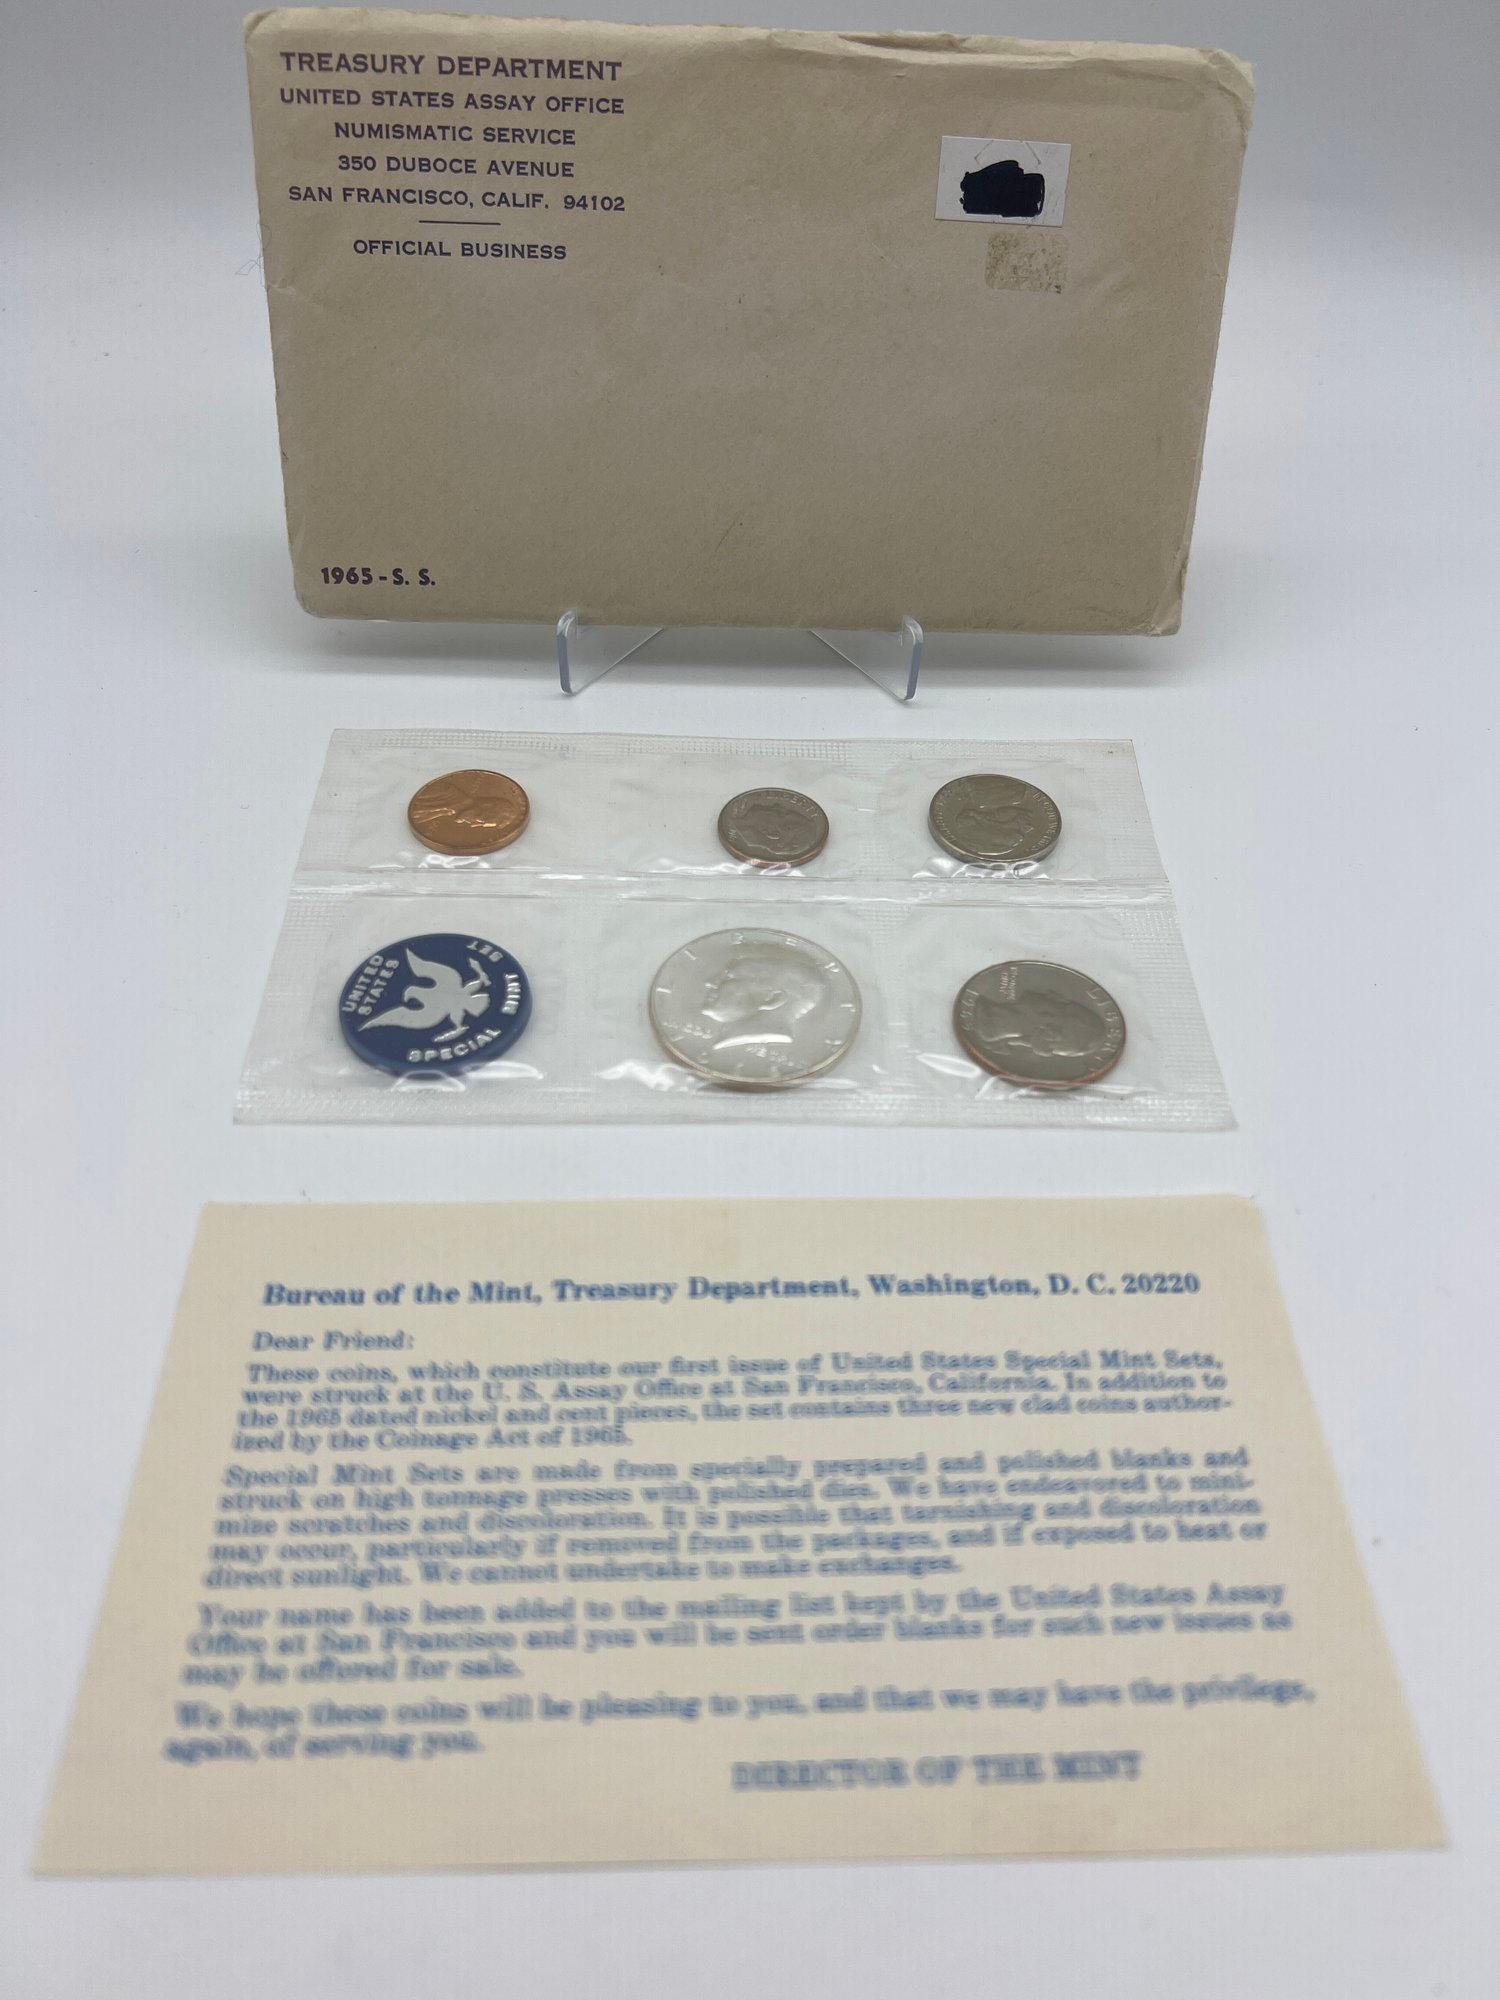 TREASURY DEPARTMENT
UNITED STATES ASSAY OFFICE
NUMISMATIC SERVICE
350 DUBOCE AVENUE
SAN FRANCISCO, CALIF. 94102
OFFICIAL BUSINESS
1965 - S. S.
LIBERTY
UNITED STATES
SPECIAL MINT SET
LIBERTY
LIBERTY
Bureau of the Mint, Treasury Department, Washington, D. C. 20220
Dear Friend:
These coins, which constitute our first issue of United States Special Mint Sets,
were struck at the U. S. Assay Office at San Francisco, California. In addition to
the 1965 dated nickel and cent pieces, the set contains three new clad coins author-
ized by the Coinage Act of 1965.
Special Mint Sets are made from specially prepared and polished blanks and
struck on high tonnage presses with polished dies. We have endeavored to mini-
mize scratches and discoloration. It is possible that tarnishing and discoloration
may occur, particularly if removed from the packages, and if exposed to heat or
direct sunlight. We cannot undertake to make exchanges.
Your name has been added to the mailing list kept by the United States Assay
Office at San Francisco and you will be sent order blanks for such new issues as
may be offered for sale.
We hope these coins will be pleasing to you, and that we may have the privilege,
again, of serving you.
DIRECTOR OF THE MINT